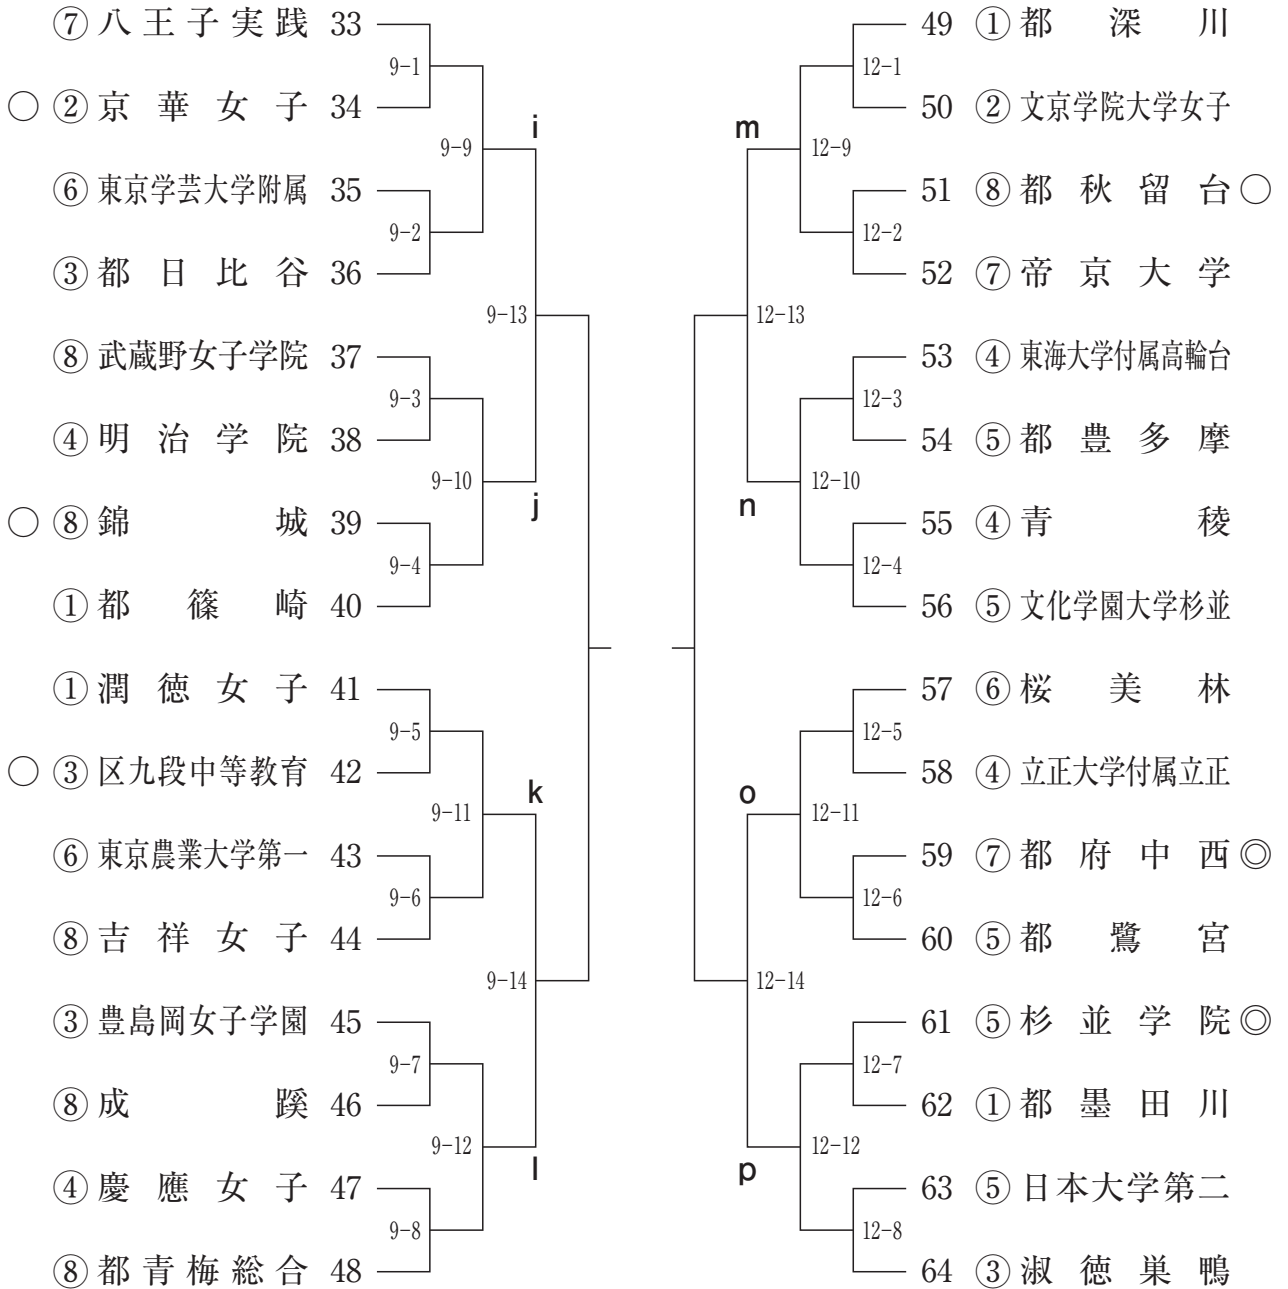 ⑦八王子実践 33
9-1
○②京華女子 34
i
9-9
⑥東京学芸大学附属 35
9-2
③都日比谷 36
9-13
⑧武蔵野女子学院 37
9-3
④明治学院 38
9-10
j
○⑧錦城 39
9-4
①都篠崎 40
①潤徳女子 41
9-5
○③区九段中等教育 42
k
9-11
⑥東京農業大学第一 43
9-6
⑧吉祥女子 44
9-14
③豊島岡女子学園 45
9-7
⑧成蹊 46
9-12
l
④慶應女子 47
9-8
⑧都青梅総合 48
49 ①都深川
12-1
50 ②文京学院大学女子
m
12-9
51 ⑧都秋留台○
12-2
52 ⑦帝京大学
12-13
53 ④東海大学付属高輪台
12-3
54 ⑤都豊多摩
12-10
n
55 ④青稜
12-4
56 ⑤文化学園大学杉並
57 ⑥桜美林
12-5
58 ④立正大学付属立正
o
12-11
59 ⑦都府中西◎
12-6
60 ⑤都鷺宮
12-14
61 ⑤杉並学院◎
12-7
62 ①都墨田川
12-12
p
63 ⑤日本大学第二
12-8
64 ③淑徳巣鴨